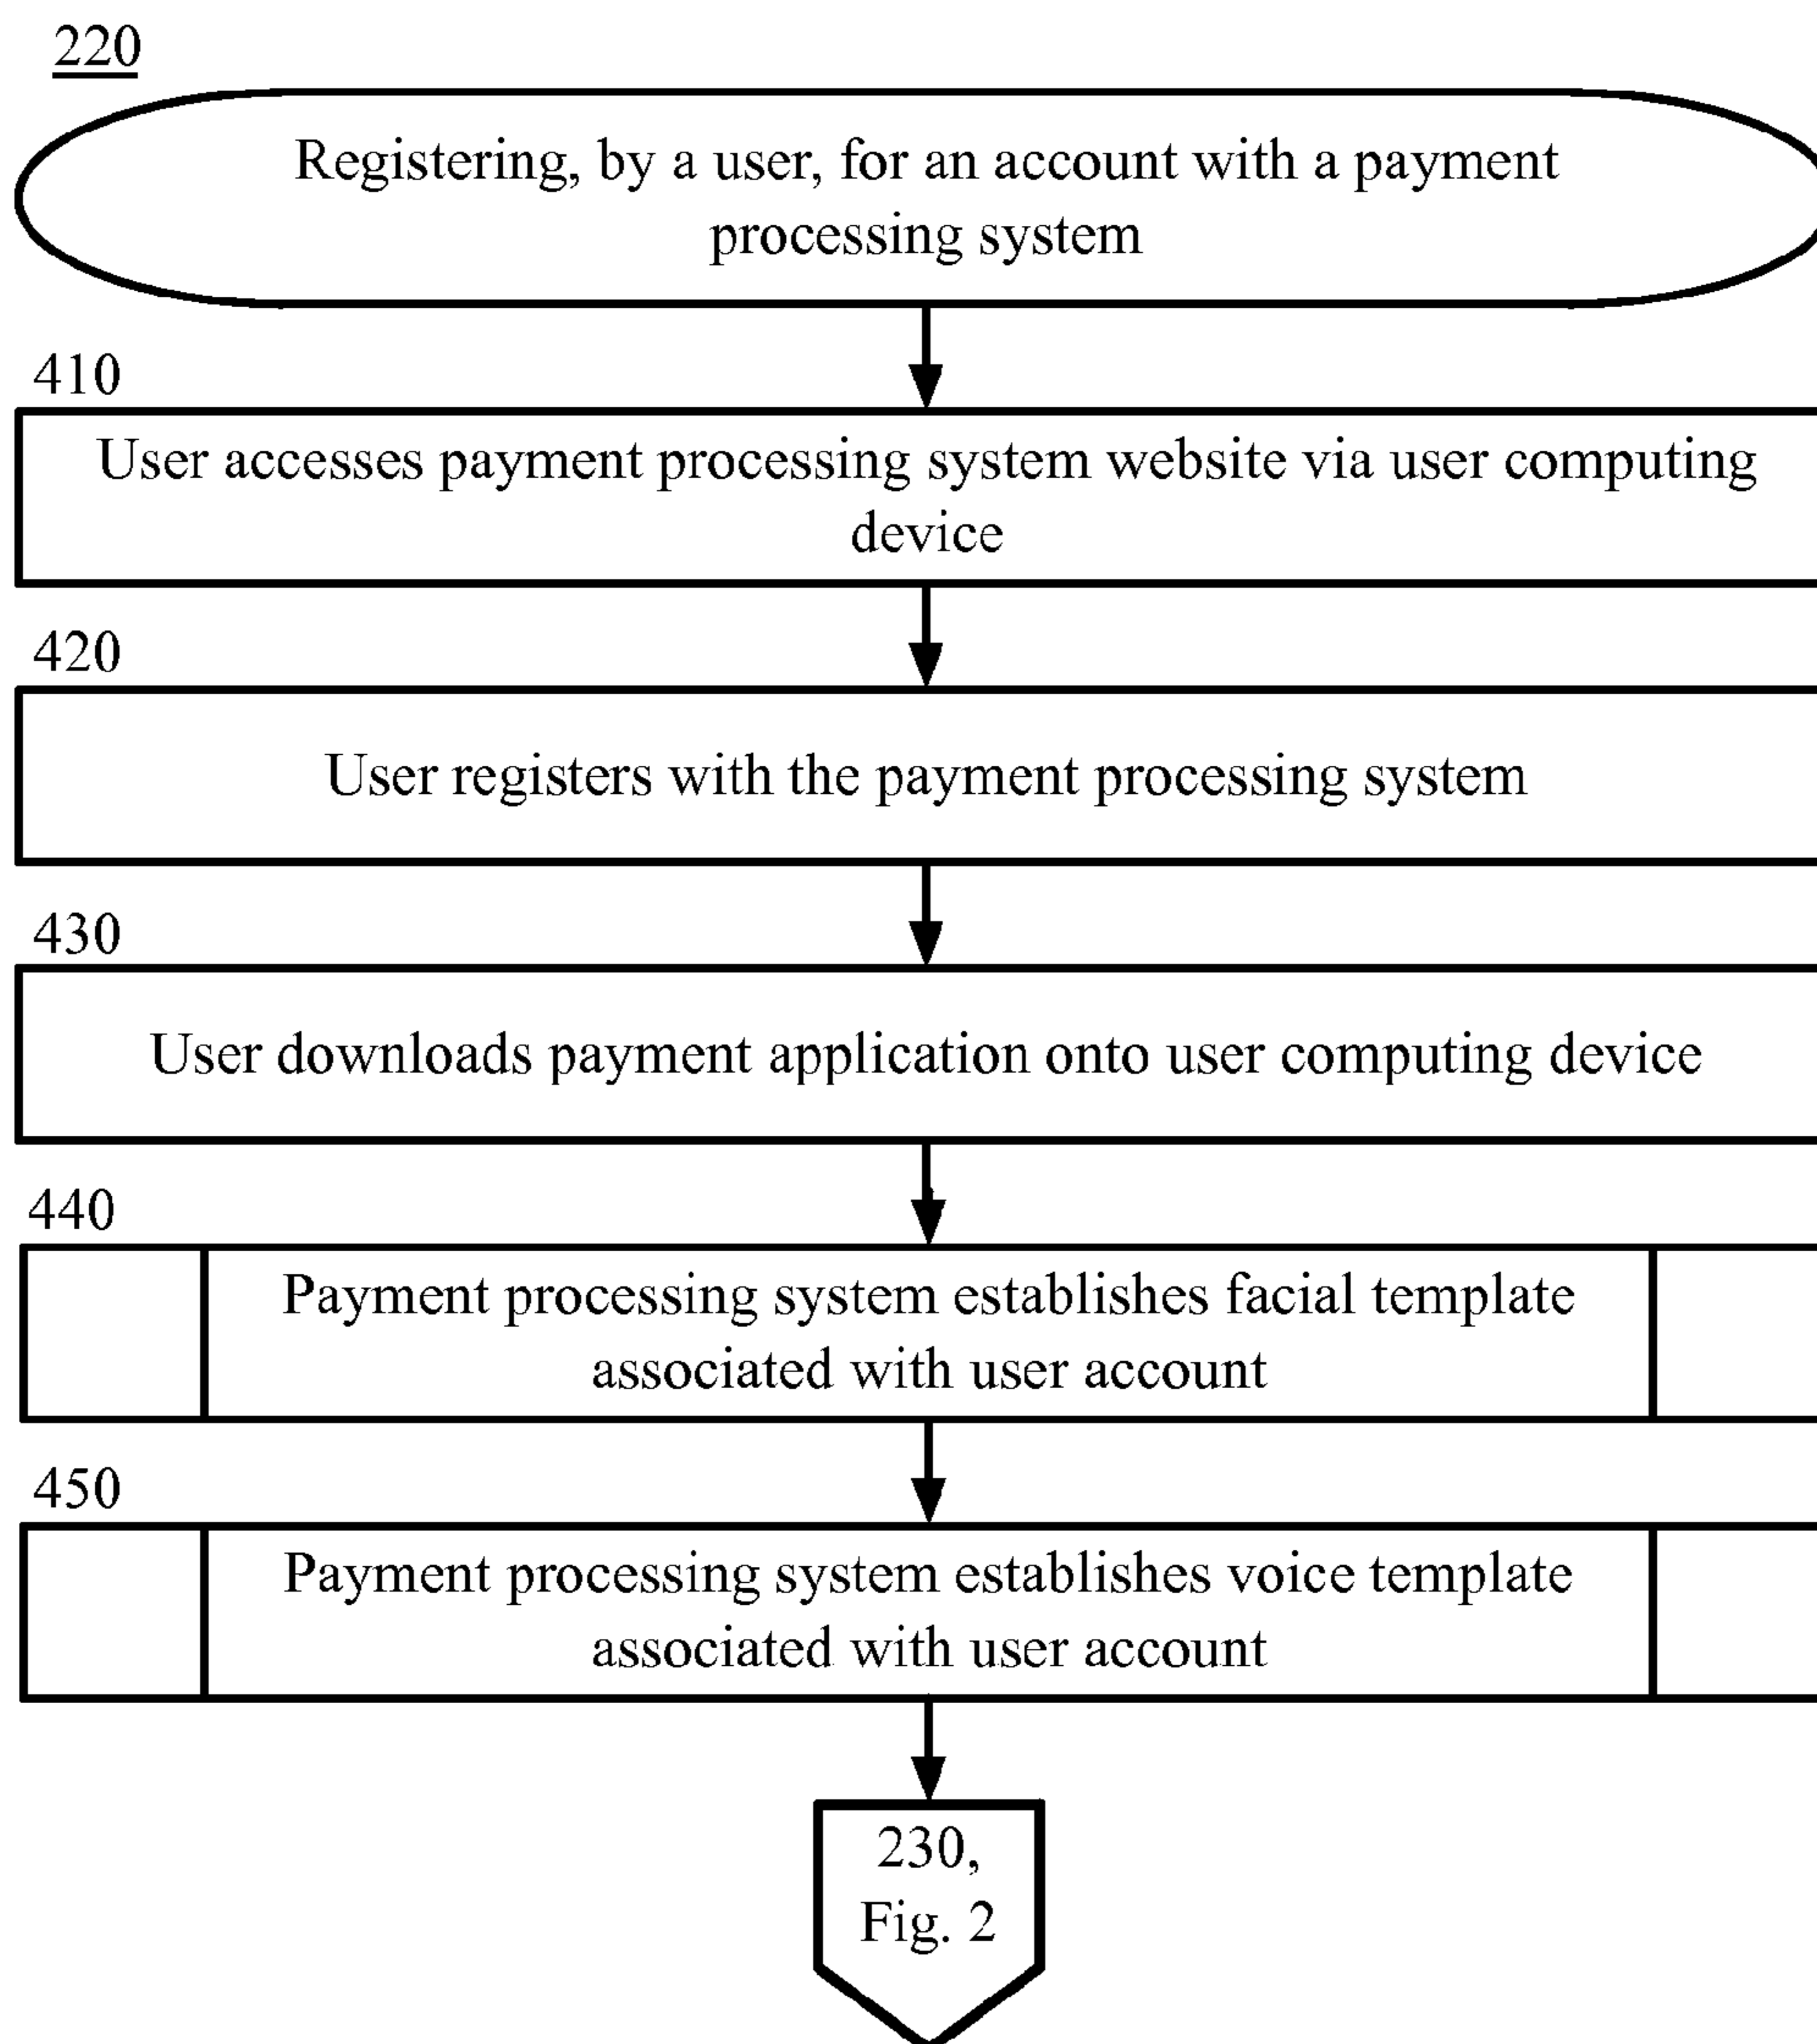 220
Registering, by a user, for an account with a payment
processing system
410
User accesses payment processing system website via user computing
device
420
User registers with the payment processing system
430
User downloads payment application onto user computing device
440
Payment processing system establishes facial template
associated with user account
450
Payment processing system establishes voice template
associated with user account
230,
Fig. 2